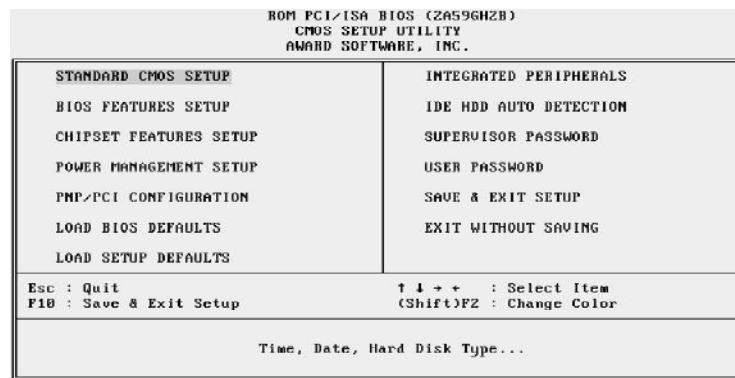 ROM PCI/ISA BIOS (2A59GH2B)
CMOS SETUP UTILITY
AWARD SOFTWARE, INC.
STANDARD CMOS SETUP
BIOS FEATURES SETUP
CHIPSET FEATURES SETUP
POWER MANAGEMENT SETUP
PNP/PCI CONFIGURATION
LOAD BIOS DEFAULTS
LOAD SETUP DEFAULTS
INTEGRATED PERIPHERALS
IDE HDD AUTO DETECTION
SUPERVISOR PASSWORD
USER PASSWORD
SAVE & EXIT SETUP
EXIT WITHOUT SAVING
Esc : Quit
F10 : Save & Exit Setup
↑ ↓ → ← : Select Item
(Shift)F2 : Change Color
Time, Date, Hard Disk Type...